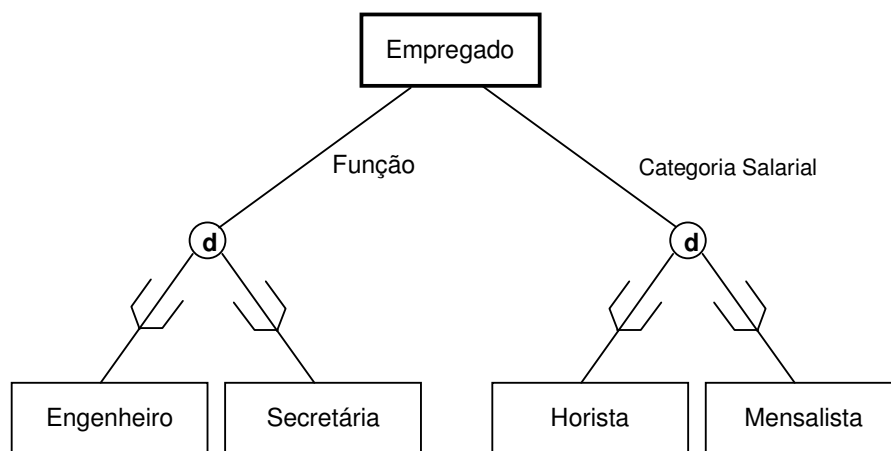 Empregado
Função
Categoria Salarial
d
d
Engenheiro
Secretária
Horista
Mensalista